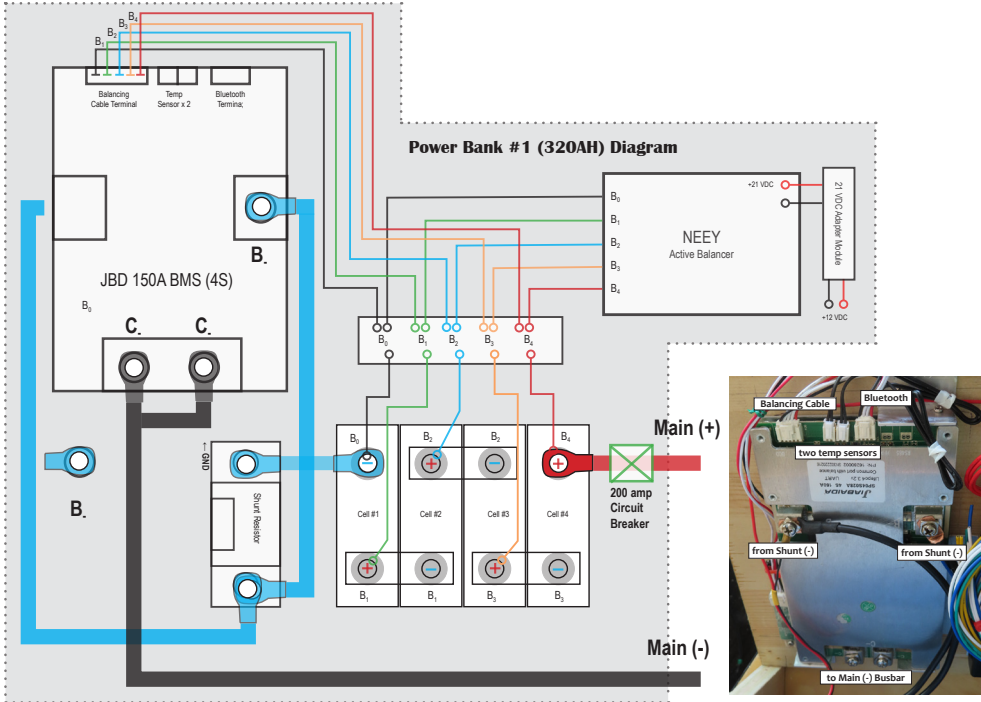 B₄
B₃
B₂
B₁
Balancing
Cable Terminal
Temp
Sensor x 2
Bluetooth
Termina;
Power Bank #1 (320AH) Diagram
B-
JBD 150A BMS (4S)
B₀
C-
C-
B-
B₀
B₁
B₂
B₃
B₄
NEEY
Active Balancer
+21 VDC
21 VDC Adapter Module
+12 VDC
B₀
B₁
B₂
B₃
B₄
← GND
Shunt Resistor
B₀
B₂
B₂
B₄
Cell #1
Cell #2
Cell #3
Cell #4
B₁
B₁
B₃
B₃
Main (+)
200 amp
Circuit
Breaker
Main (-)
Balancing Cable
Bluetooth
two temp sensors
JIABAIDA
from Shunt (-)
from Shunt (-)
to Main (-) Busbar